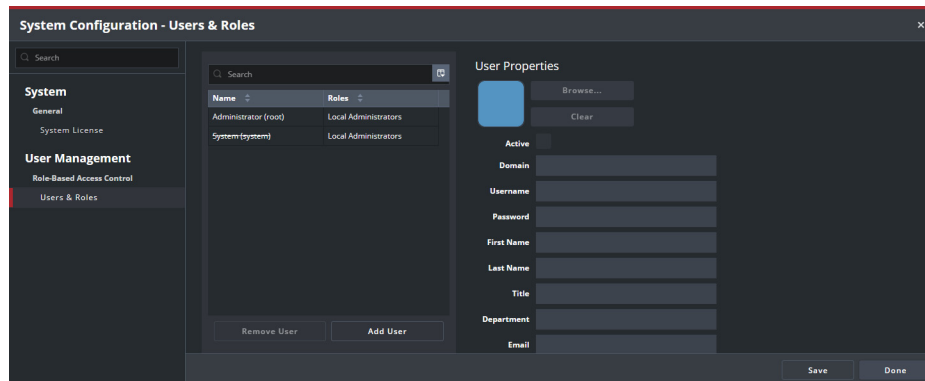 System Configuration - Users & Roles
×
Search
System
General
System License
User Management
Role-Based Access Control
Users & Roles
Search
Name Roles
Administrator (root) Local Administrators
System (system) Local Administrators
Remove User Add User
User Properties
Browse...
Clear
Active
Domain
Username
Password
First Name
Last Name
Title
Department
Email
Save Done